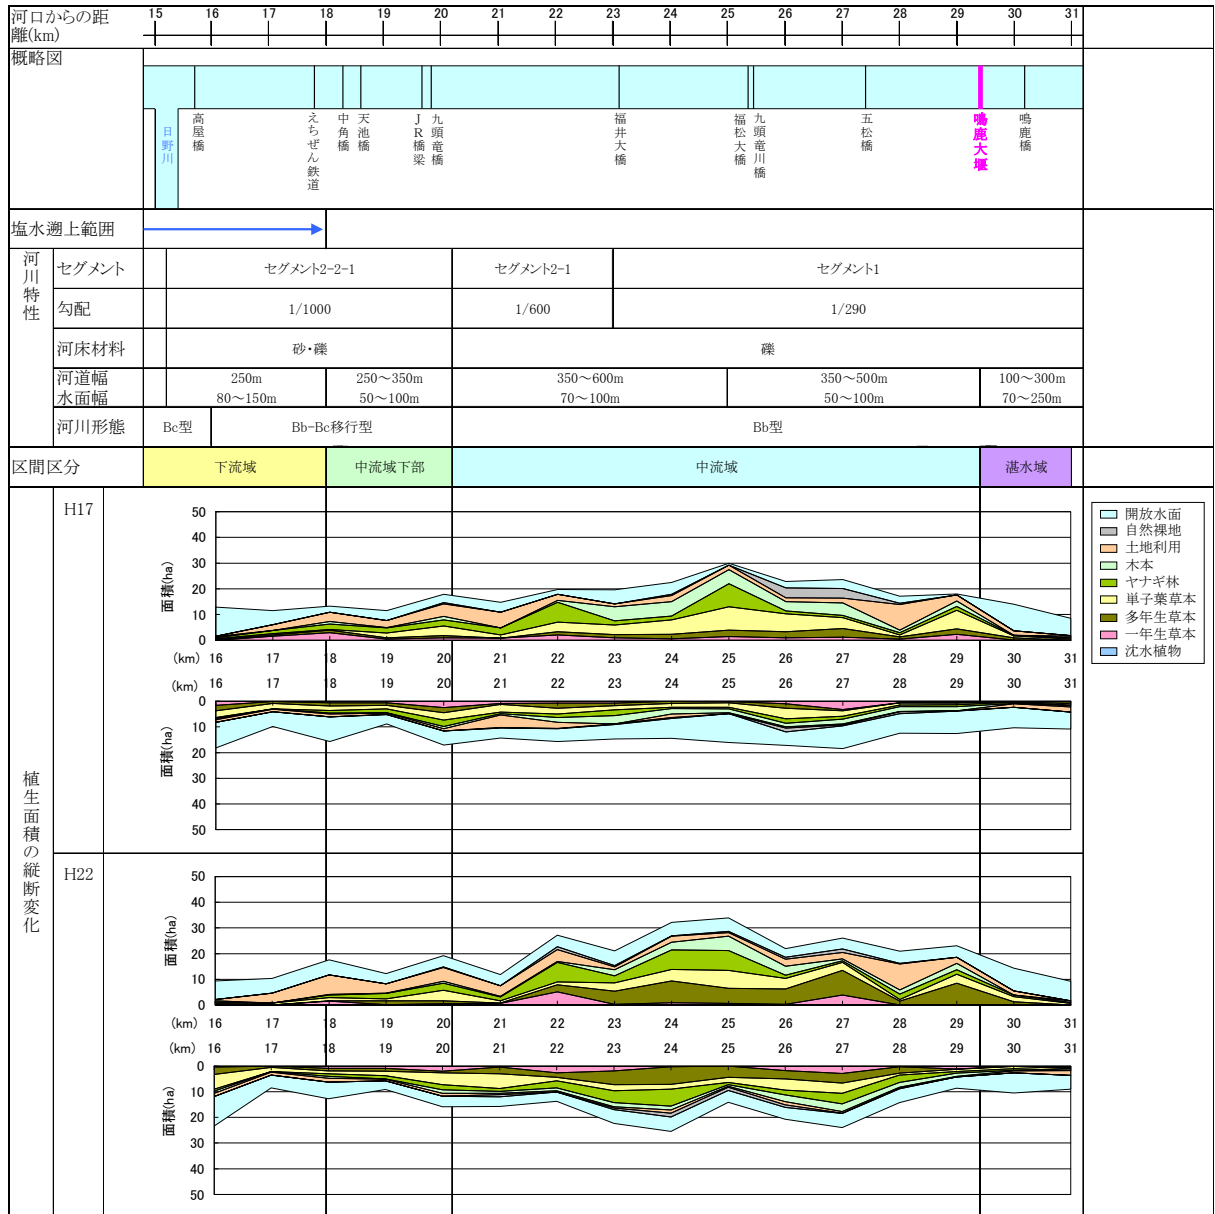 河口からの距
離(km)
15 16 17 18 19 20 21 22 23 24 25 26 27 28 29 30 31
概略図
日野川
高屋橋
えちぜん鉄道
中角橋
天池橋
JR橋梁
九頭竜橋
福井大橋
福松大橋
九頭竜川橋
五松橋
鳴鹿大堰
鳴鹿橋
塩水遡上範囲
河川特性
セグメント セグメント2-2-1 セグメント2-1 セグメント1
勾配 1/1000 1/600 1/290
河床材料 砂・礫 礫
河道幅 250m 250～350m 350～600m 350～500m 100～300m
水面幅 80～150m 50～100m 70～100m 50～100m 70～250m
河川形態 Bc型 Bb-Bc移行型 Bb型
区間区分 下流域 中流域下部 中流域 湛水域
植生面積の縦断変化
H17
面積(ha)
50
40
30
20
10
0
(km) 16 17 18 19 20 21 22 23 24 25 26 27 28 29 30 31
(km) 16 17 18 19 20 21 22 23 24 25 26 27 28 29 30 31
面積(ha)
0
10
20
30
40
50
開放水面
自然裸地
土地利用
木本
ヤナギ林
単子葉草本
多年生草本
一年生草本
沈水植物
H22
面積(ha)
50
40
30
20
10
0
(km) 16 17 18 19 20 21 22 23 24 25 26 27 28 29 30 31
(km) 16 17 18 19 20 21 22 23 24 25 26 27 28 29 30 31
面積(ha)
0
10
20
30
40
50